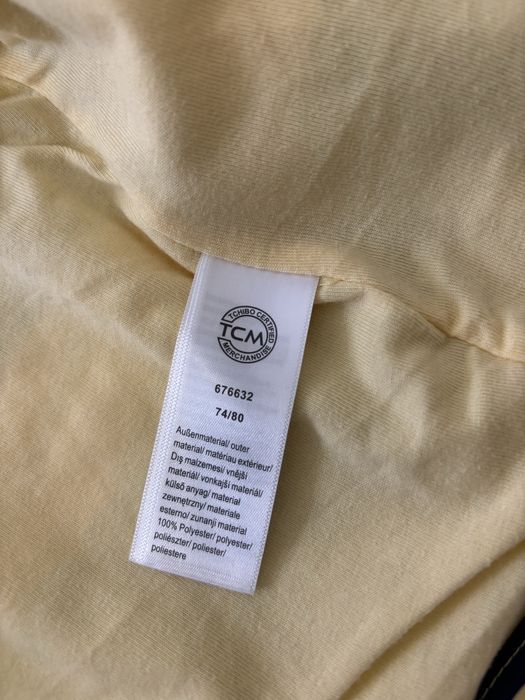 TCHIBO CERTIFIED
TCM
MERCHANDISE
676632
74/80
Außenmaterial/ outer
material/ matériau extérieur/
Dış malzemesi/ vnější
materiál/ vonkajší materiál/
külső anyag/ materiał
zewnętrzny/ materiale
esterno/ zunanji material
100% Polyester/ polyester/
poliészter/ poliester/
poliestere